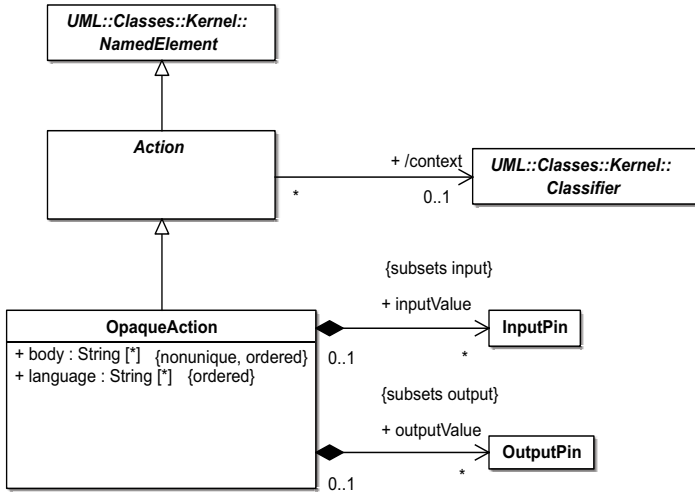 UML::Classes::Kernel::
NamedElement
Action
+ /context
*
0..1
UML::Classes::Kernel::
Classifier
{subsets input}
+ inputValue
InputPin
0..1
*
OpaqueAction
+ body : String [*] {nonunique, ordered}
+ language : String [*] {ordered}
{subsets output}
+ outputValue
OutputPin
0..1
*